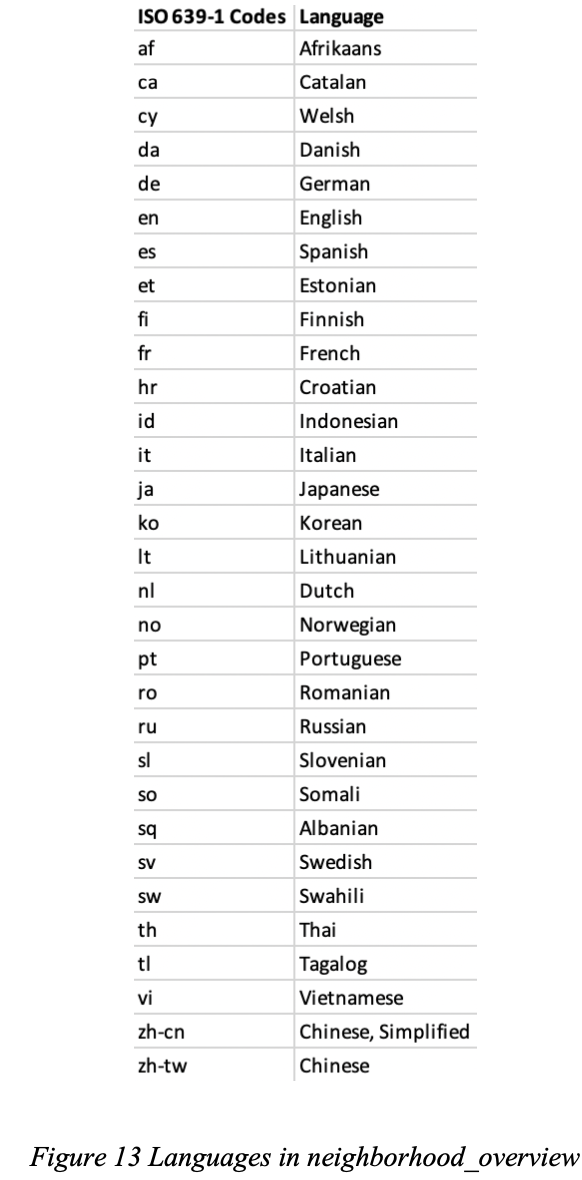 ISO 639-1 Codes Language
af Afrikaans
ca Catalan
cy Welsh
da Danish
de German
en English
es Spanish
et Estonian
fi Finnish
fr French
hr Croatian
id Indonesian
it Italian
ja Japanese
ko Korean
lt Lithuanian
nl Dutch
no Norwegian
pt Portuguese
ro Romanian
ru Russian
sl Slovenian
so Somali
sq Albanian
sv Swedish
sw Swahili
th Thai
tl Tagalog
vi Vietnamese
zh-cn Chinese, Simplified
zh-tw Chinese
Figure 13 Languages in neighborhood_overview